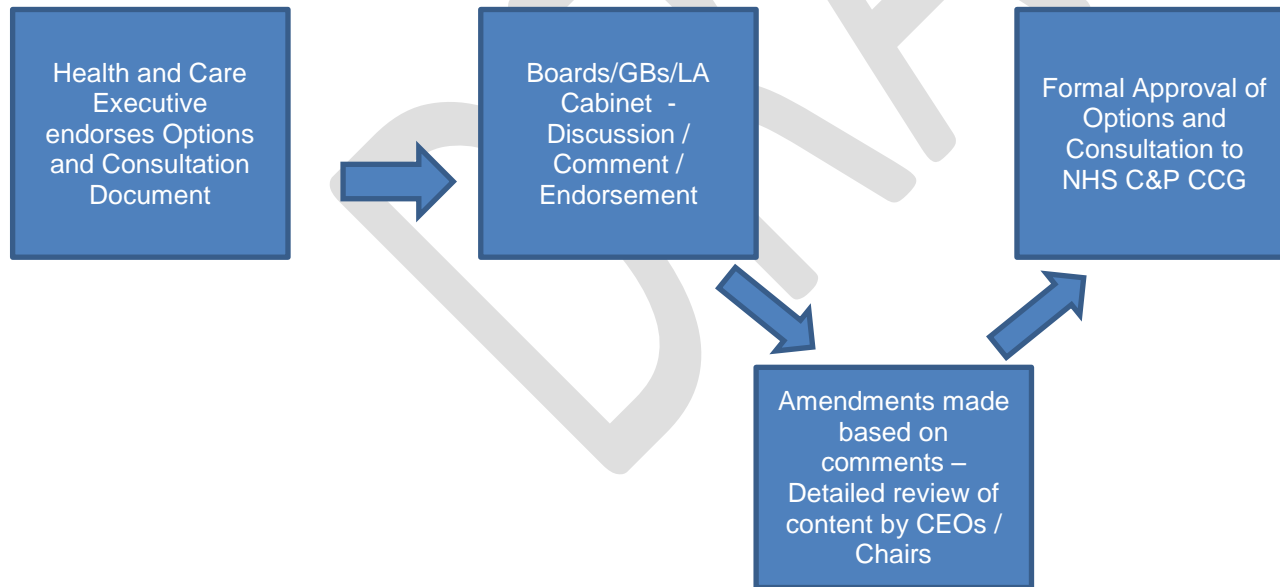 Health and Care
Executive
endorses Options
and Consultation
Document
Boards/GBs/LA
Cabinet -
Discussion /
Comment /
Endorsement
Amendments made
based on
comments –
Detailed review of
content by CEOs /
Chairs
Formal Approval of
Options and
Consultation to
NHS C&P CCG